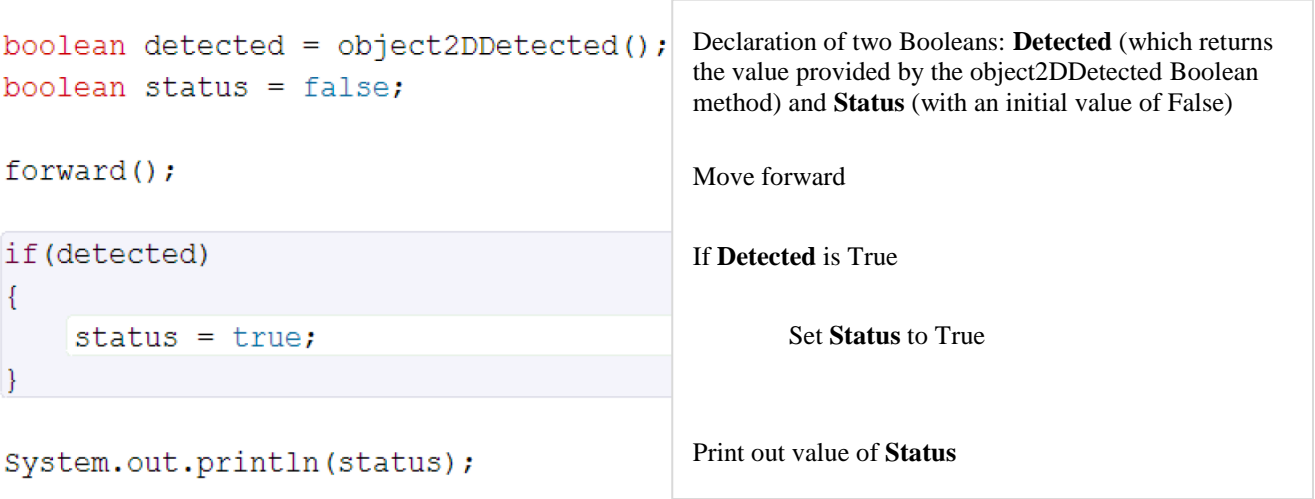 boolean detected = object2DDetected();
boolean status = false;
forward();
if(detected)
{
status = true;
}
System.out.println(status);
Declaration of two Booleans: Detected (which returns
the value provided by the object2DDetected Boolean
method) and Status (with an initial value of False)
Move forward
If Detected is True
Set Status to True
Print out value of Status